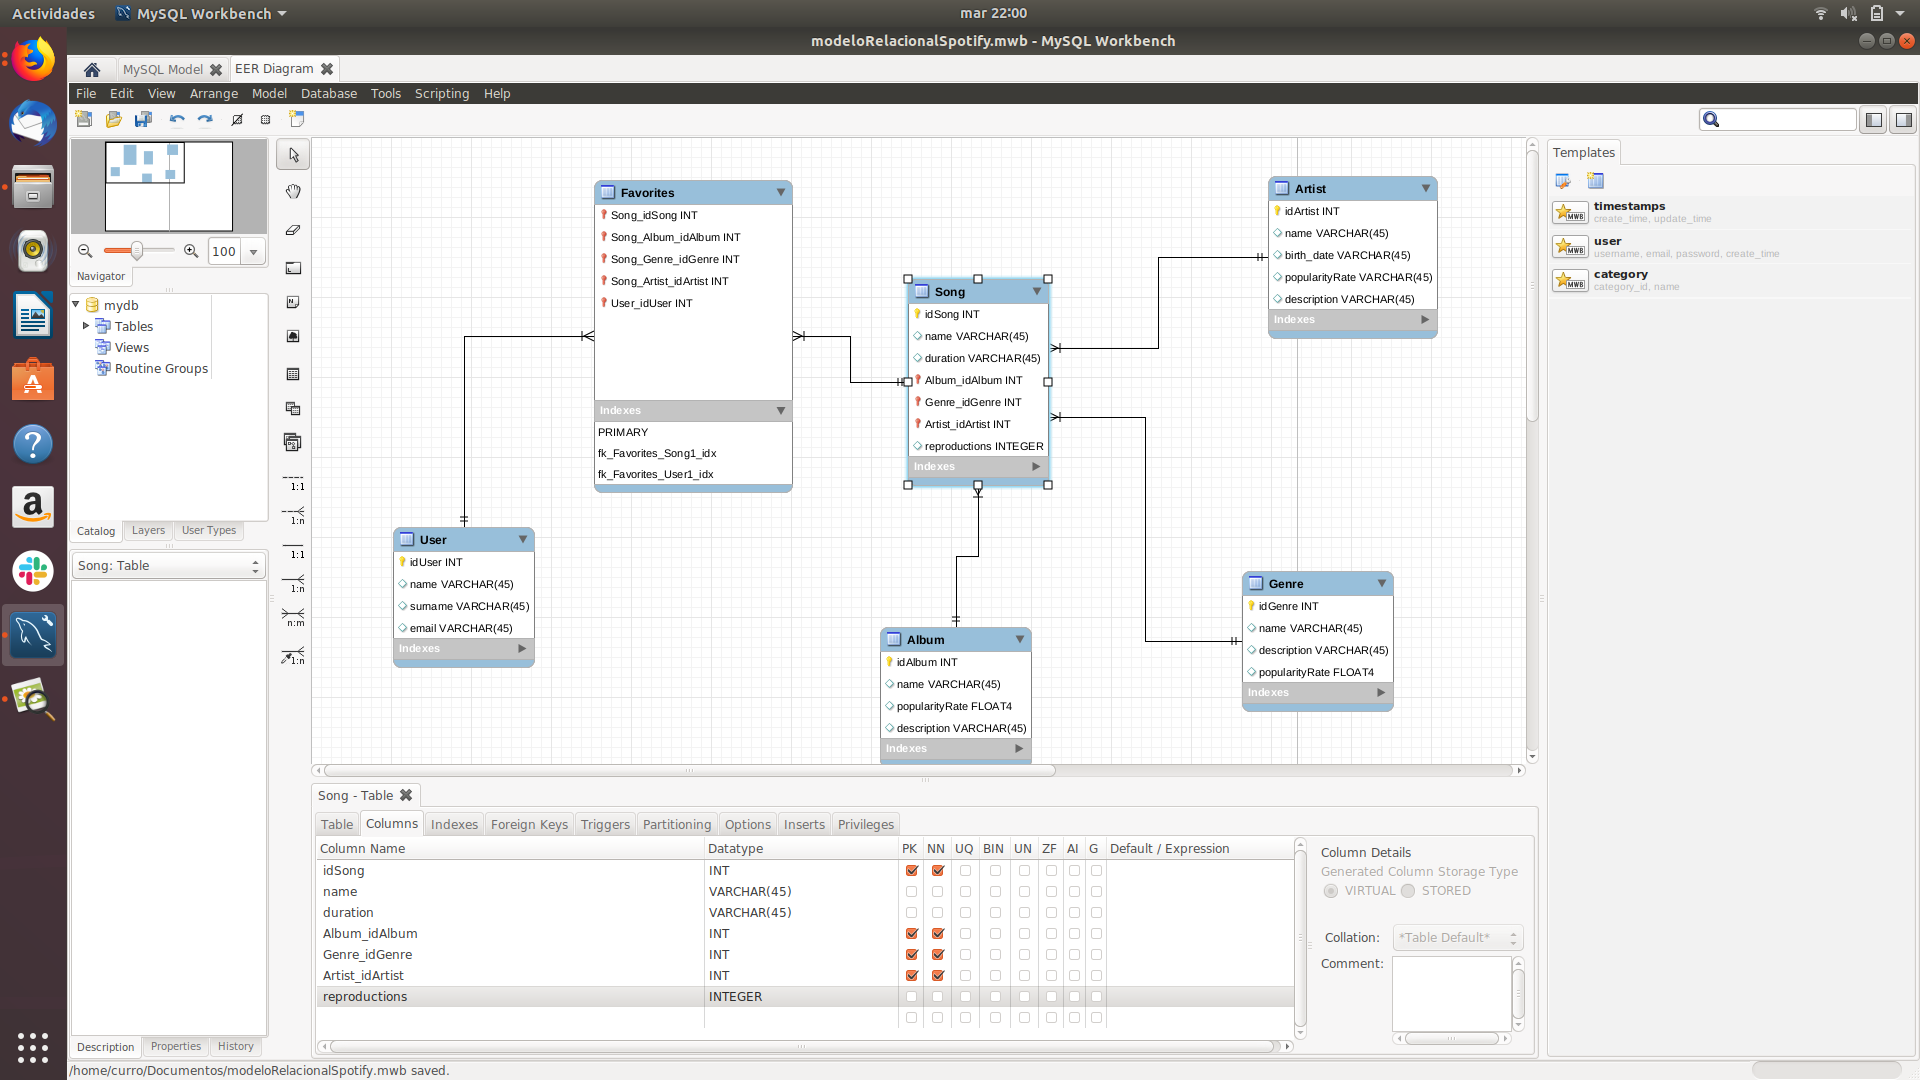 Actividades
MySQL Workbench
mar 22:00
modeloRelacionalSpotify.mwb - MySQL Workbench
MySQL Model
EER Diagram
File Edit View Arrange Model Database Tools Scripting Help
100
Navigator
mydb
Tables
Views
Routine Groups
Catalog Layers User Types
Song: Table
Description Properties History
1:1
1:n
1:1
1:n
n:m
1:n
Favorites
Song_idSong INT
Song_Album_idAlbum INT
Song_Genre_idGenre INT
Song_Artist_idArtist INT
User_idUser INT
Indexes
PRIMARY
fk_Favorites_Song1_idx
fk_Favorites_User1_idx
User
idUser INT
name VARCHAR(45)
surname VARCHAR(45)
email VARCHAR(45)
Indexes
Song
idSong INT
name VARCHAR(45)
duration VARCHAR(45)
Album_idAlbum INT
Genre_idGenre INT
Artist_idArtist INT
reproductions INTEGER
Indexes
Album
idAlbum INT
name VARCHAR(45)
popularityRate FLOAT4
description VARCHAR(45)
Indexes
Artist
idArtist INT
name VARCHAR(45)
birth_date VARCHAR(45)
popularityRate VARCHAR(45)
description VARCHAR(45)
Indexes
Genre
idGenre INT
name VARCHAR(45)
description VARCHAR(45)
popularityRate FLOAT4
Indexes
Templates
MWB
timestamps
create_time, update_time
MWB
user
username, email, password, create_time
MWB
category
category_id, name
Song - Table
Table Columns Indexes Foreign Keys Triggers Partitioning Options Inserts Privileges
Column Name Datatype PK NN UQ BIN UN ZF AI G Default / Expression
idSong INT
name VARCHAR(45)
duration VARCHAR(45)
Album_idAlbum INT
Genre_idGenre INT
Artist_idArtist INT
reproductions INTEGER
Column Details
Generated Column Storage Type
VIRTUAL STORED
Collation: *Table Default*
Comment:
/home/curro/Documentos/modeloRelacionalSpotify.mwb saved.